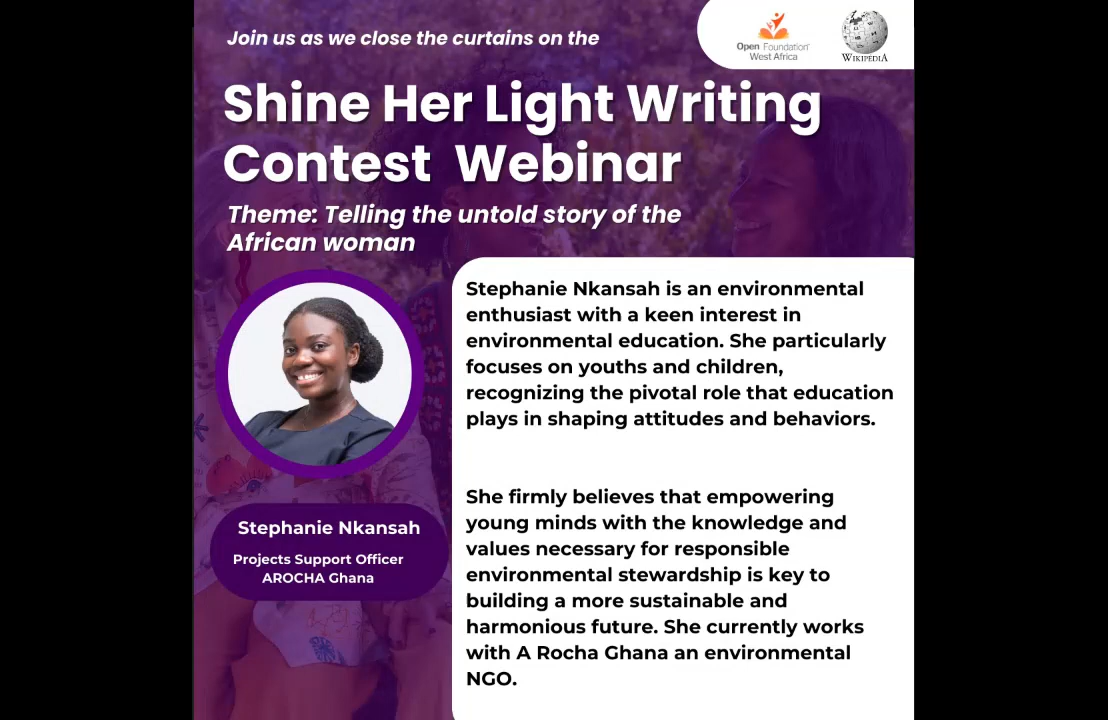 Join us as we close the curtains on the
Open Foundation
West Africa
WIKIPEDIA
Shine Her Light Writing
Contest Webinar
Theme: Telling the untold story of the
African woman
Stephanie Nkansah
Projects Support Officer
AROCHA Ghana
Stephanie Nkansah is an environmental
enthusiast with a keen interest in
environmental education. She particularly
focuses on youths and children,
recognizing the pivotal role that education
plays in shaping attitudes and behaviors.
She firmly believes that empowering
young minds with the knowledge and
values necessary for responsible
environmental stewardship is key to
building a more sustainable and
harmonious future. She currently works
with A Rocha Ghana an environmental
NGO.